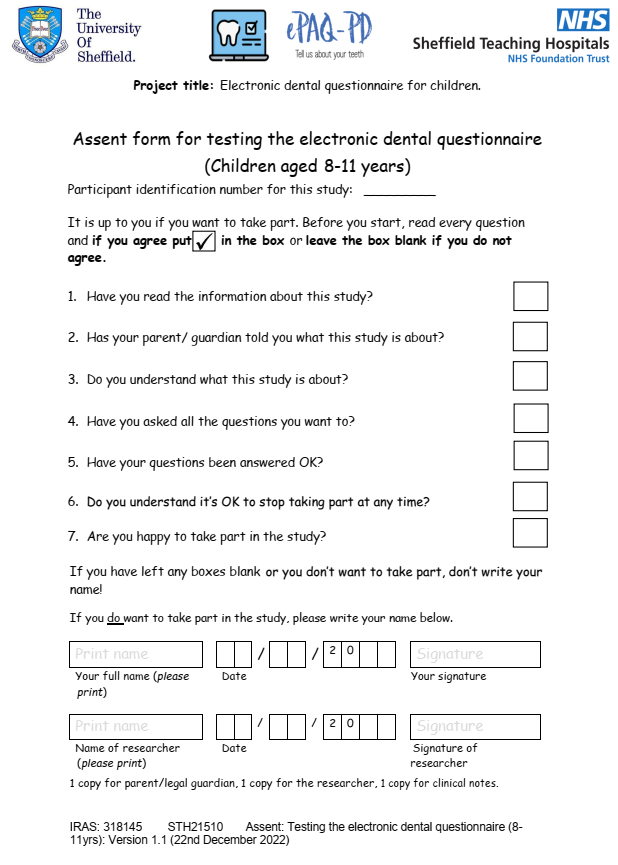 The
University
Of
Sheffield.
ePAQ-PD
Tell us about your teeth
NHS
Sheffield Teaching Hospitals
NHS Foundation Trust
Project title: Electronic dental questionnaire for children.
Assent form for testing the electronic dental questionnaire
(Children aged 8-11 years)
Participant identification number for this study: _________
It is up to you if you want to take part. Before you start, read every question
and if you agree put ✓ in the box or leave the box blank if you do not
agree.
1. Have you read the information about this study?
2. Has your parent/ guardian told you what this study is about?
3. Do you understand what this study is about?
4. Have you asked all the questions you want to?
5. Have your questions been answered OK?
6. Do you understand it's OK to stop taking part at any time?
7. Are you happy to take part in the study?
If you have left any boxes blank or you don't want to take part, don't write your
name!
If you do want to take part in the study, please write your name below.
Print name / / 2 0 Signature
Your full name (please Date Your signature
print)
Print name / / 2 0 Signature
Name of researcher Date Signature of
(please print) researcher
1 copy for parent/legal guardian, 1 copy for the researcher, 1 copy for clinical notes.
IRAS: 318145 STH21510 Assent: Testing the electronic dental questionnaire (8-
11yrs): Version 1.1 (22nd December 2022)